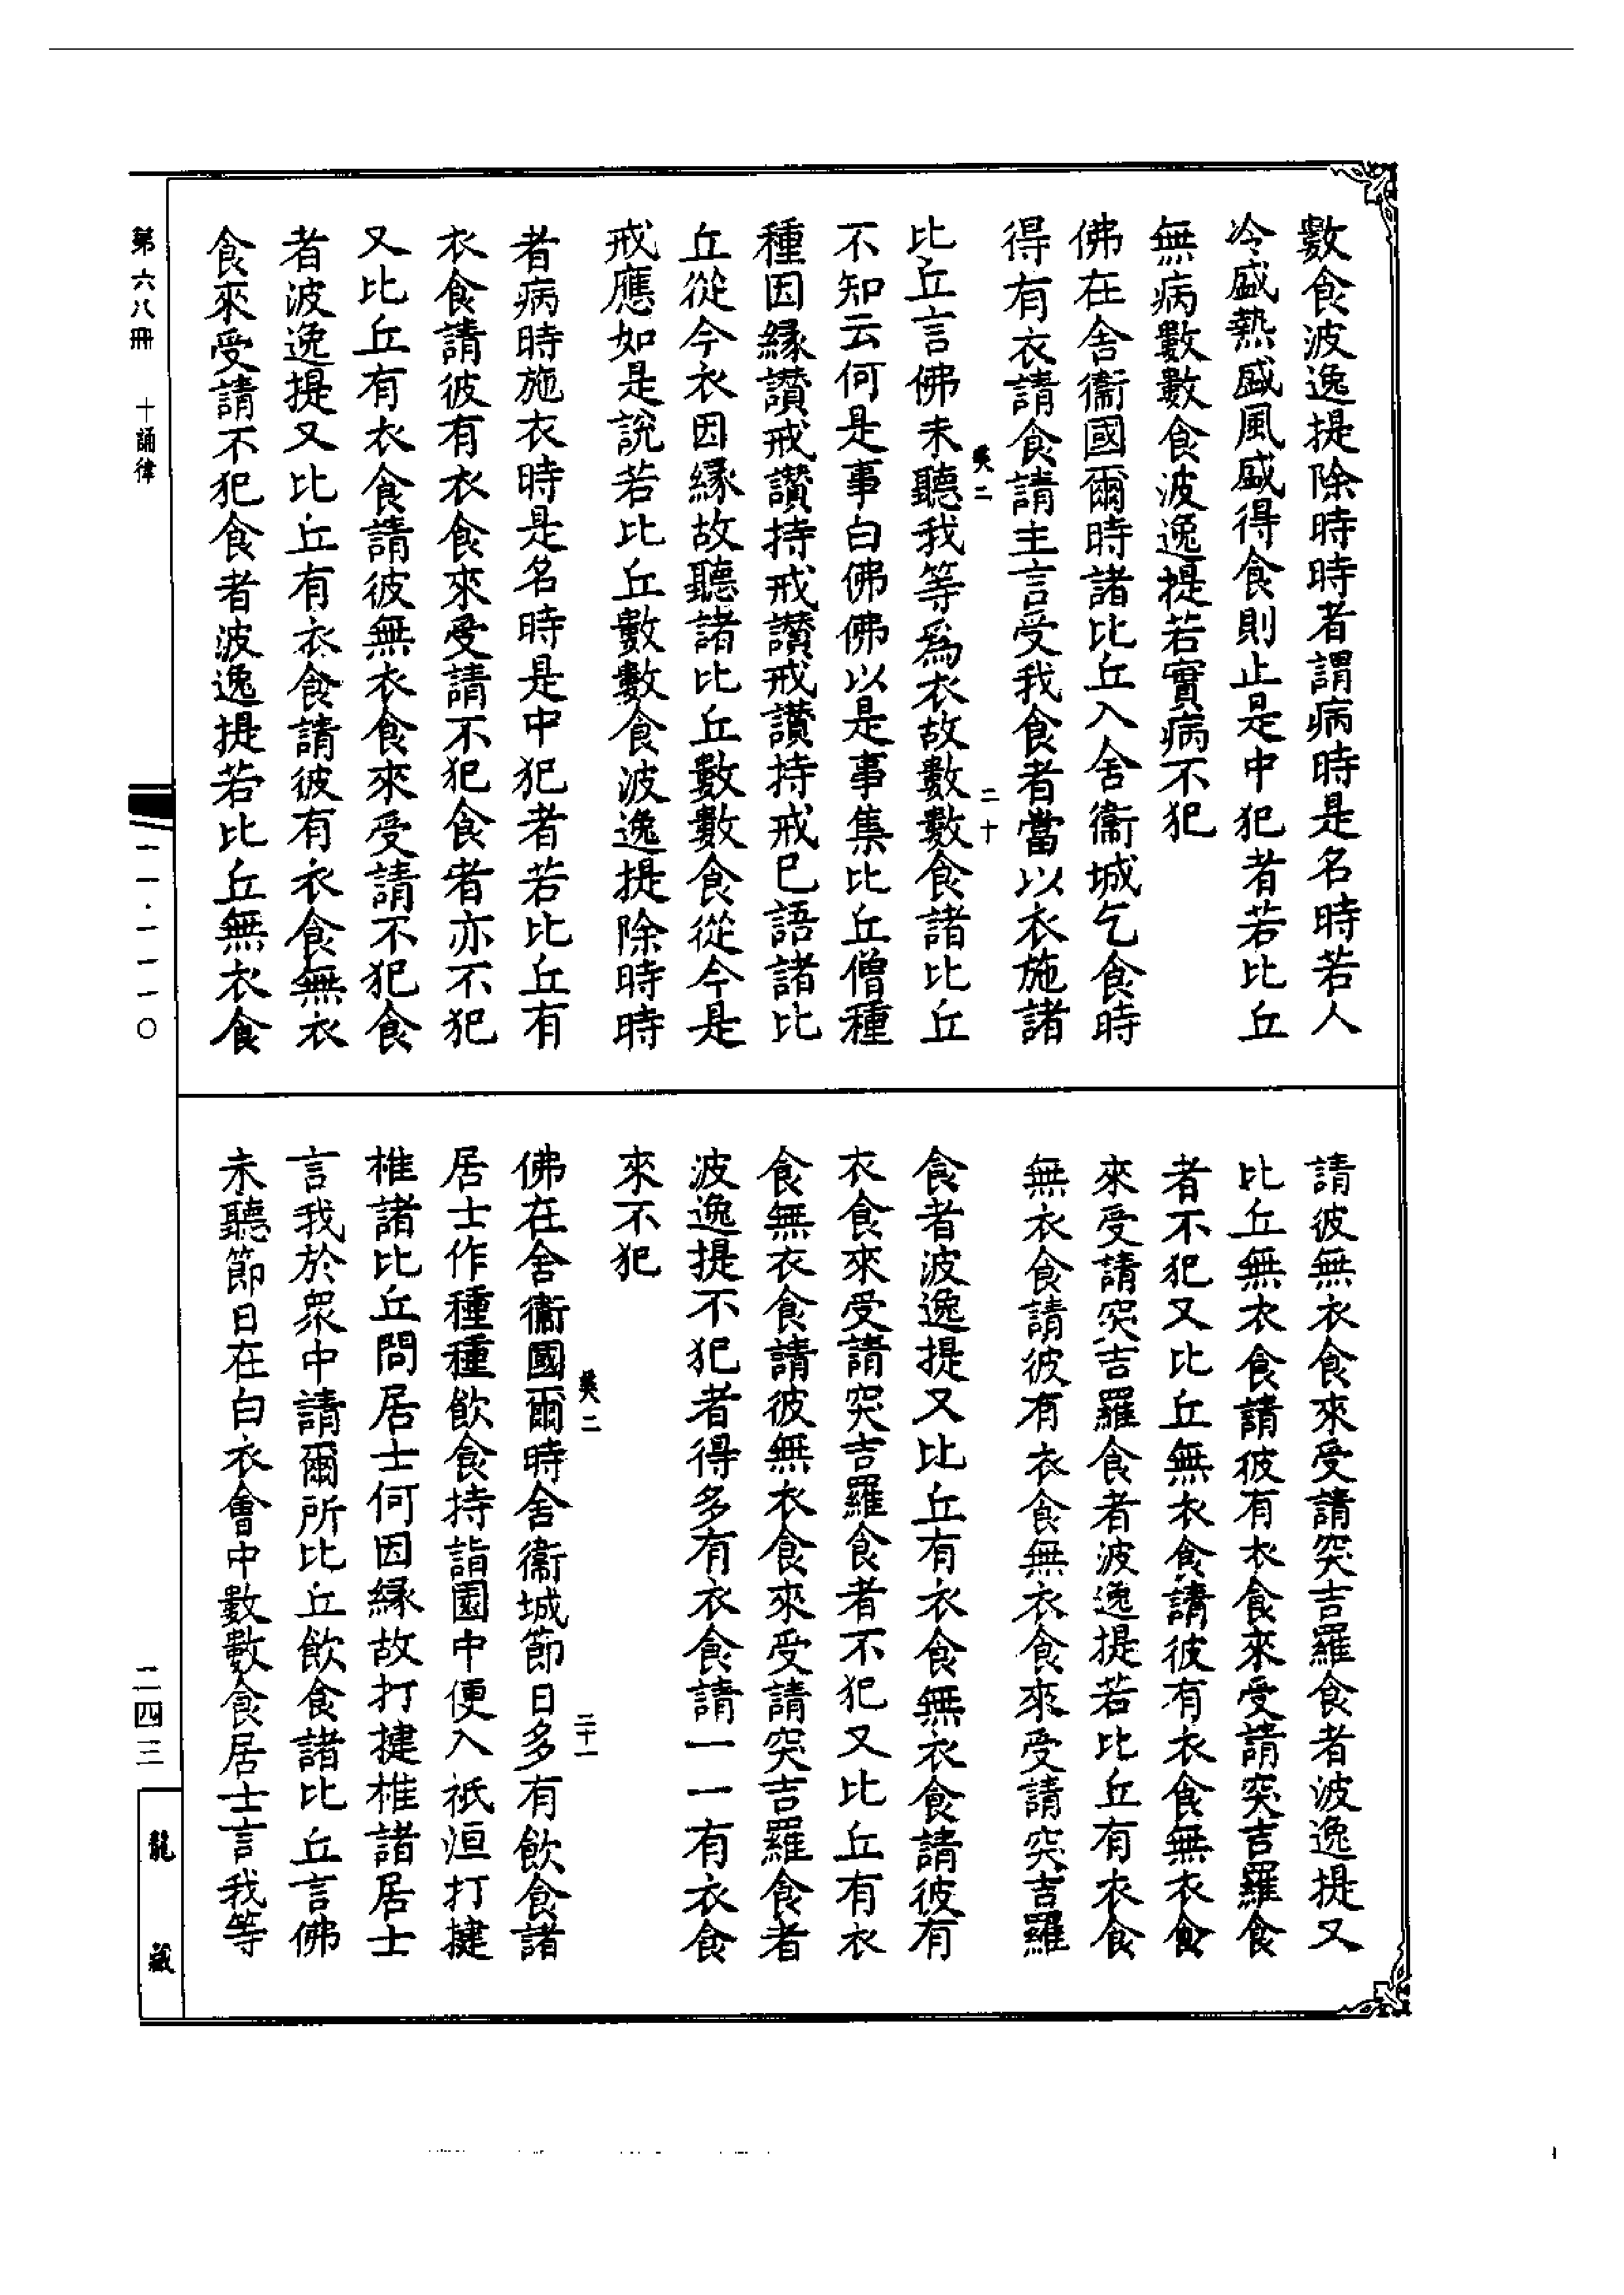 數食波逸提除時時者謂病時是名時若人
冷盛熱盛風盛得食則止是中犯者若比丘
無病數數食波逸提若實病不犯
佛在舍衞國爾時諸比丘入舍衞城乞食時
得有衣請食請主言受我食者當以衣施諸
樊二 二十
比丘言佛未聽我等爲衣故數數食諸比丘
不知云何是事白佛佛以是事集比丘僧種
種因縁讃戒讃持戒讃戒讃持戒已語諸比
丘從今衣因縁故聽諸比丘數數食從今是
戒應如是說若比丘數數食波逸提除時時
者病時施衣時是名時是中犯者若比丘有
衣食請彼有衣食來受請不犯食者亦不犯
又比丘有衣食請彼無衣食來受請不犯食
者波逸提又比丘有衣食請彼有衣食無衣
食來受請不犯食者波逸提若比丘無衣食
請彼無衣食來受請突吉羅食者波逸提又
比丘無衣食請彼有衣食來受請突吉羅食
者不犯又比丘無衣食請彼有衣食無衣食
來受請突吉羅食者波逸提若比丘有衣食
無衣食請彼有衣食無衣食來受請突吉羅
食者波逸提又比丘有衣食無衣食請彼有
衣食來受請突吉羅食者不犯又比丘有衣
食無衣食請彼無衣食來受請突吉羅食者
波逸提不犯者得多有衣食請一一有衣食
來不犯
樊二 二十一
佛在舍衞國爾時舍衞城節日多有飲食諸
居士作種種飲食持詣園中便入祇洹打揵
椎諸比丘問居士何因縁故打揵椎諸居士
言我於衆中請爾所比丘飲食諸比丘言佛
未聽節日在白衣會中數數食居士言我等
第六八冊 十誦律
一一·一一一〇
二四三
龍藏